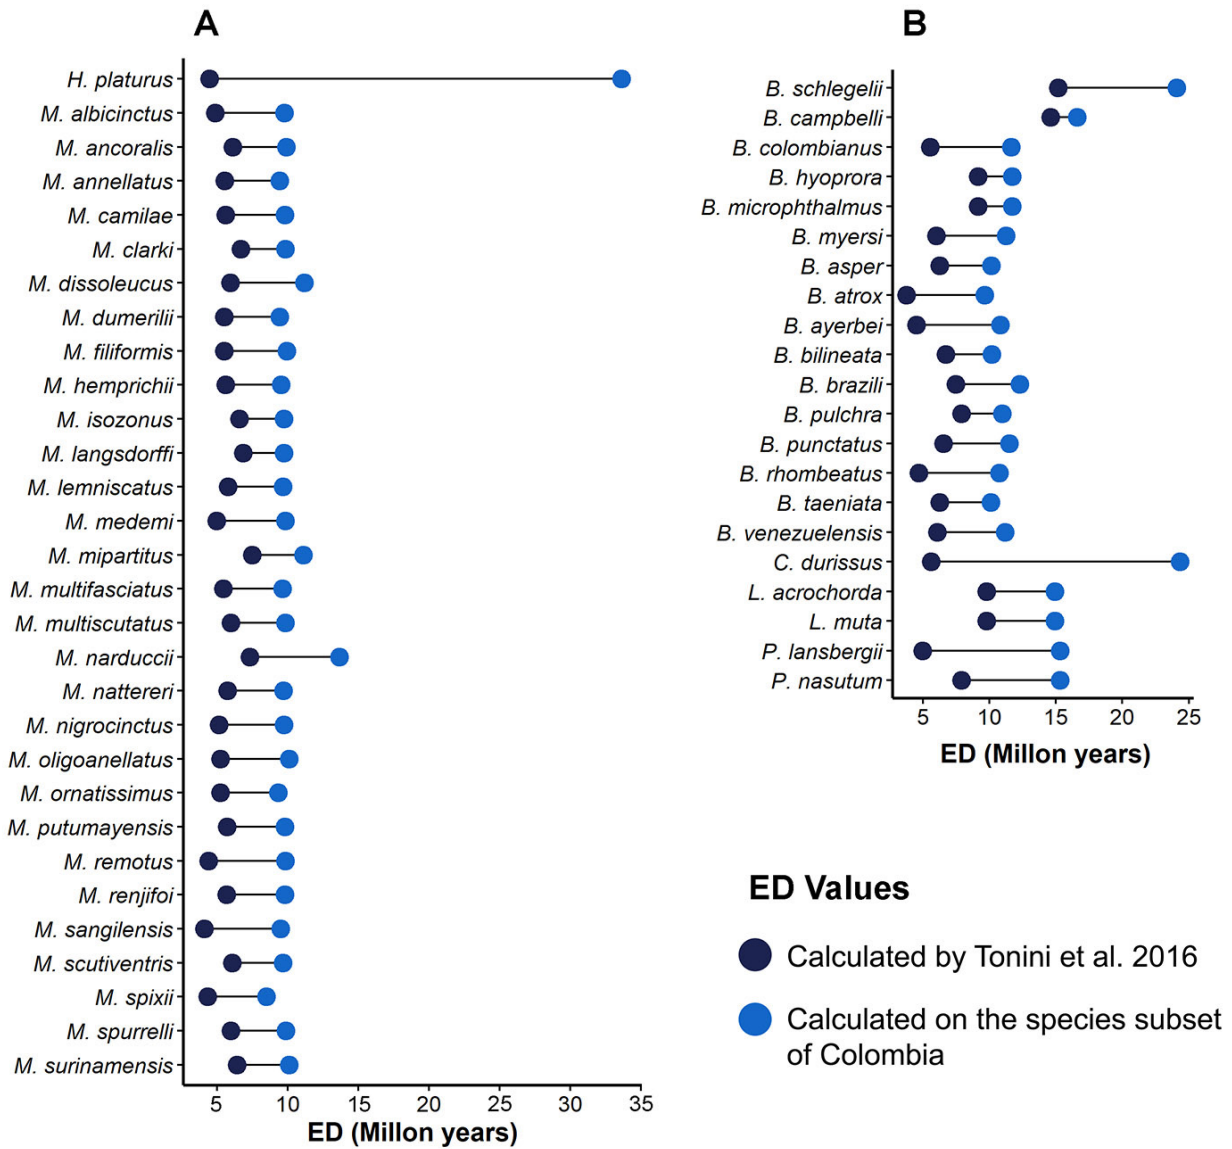 A
H. platurus
M. albicinctus
M. ancoralis
M. annellatus
M. camilae
M. clarki
M. dissoleucus
M. dumerilii
M. filiformis
M. hemprichii
M. isozonus
M. langsdorffi
M. lemniscatus
M. medemi
M. mipartitus
M. multifasciatus
M. multiscutatus
M. narduccii
M. nattereri
M. nigrocinctus
M. oligoanellatus
M. ornatissimus
M. putumayensis
M. remotus
M. renjifoi
M. sangilensis
M. scutiventris
M. spixii
M. spurrelli
M. surinamensis
5 10 15 20 25 30 35
ED (Millon years)
B
B. schlegelii
B. campbelli
B. colombianus
B. hyoprora
B. microphthalmus
B. myersi
B. asper
B. atrox
B. ayerbei
B. bilineata
B. brazili
B. pulchra
B. punctatus
B. rhombeatus
B. taeniata
B. venezuelensis
C. durissus
L. acrochorda
L. muta
P. lansbergii
P. nasutum
5 10 15 20 25
ED (Millon years)
ED Values
Calculated by Tonini et al. 2016
Calculated on the species subset
of Colombia